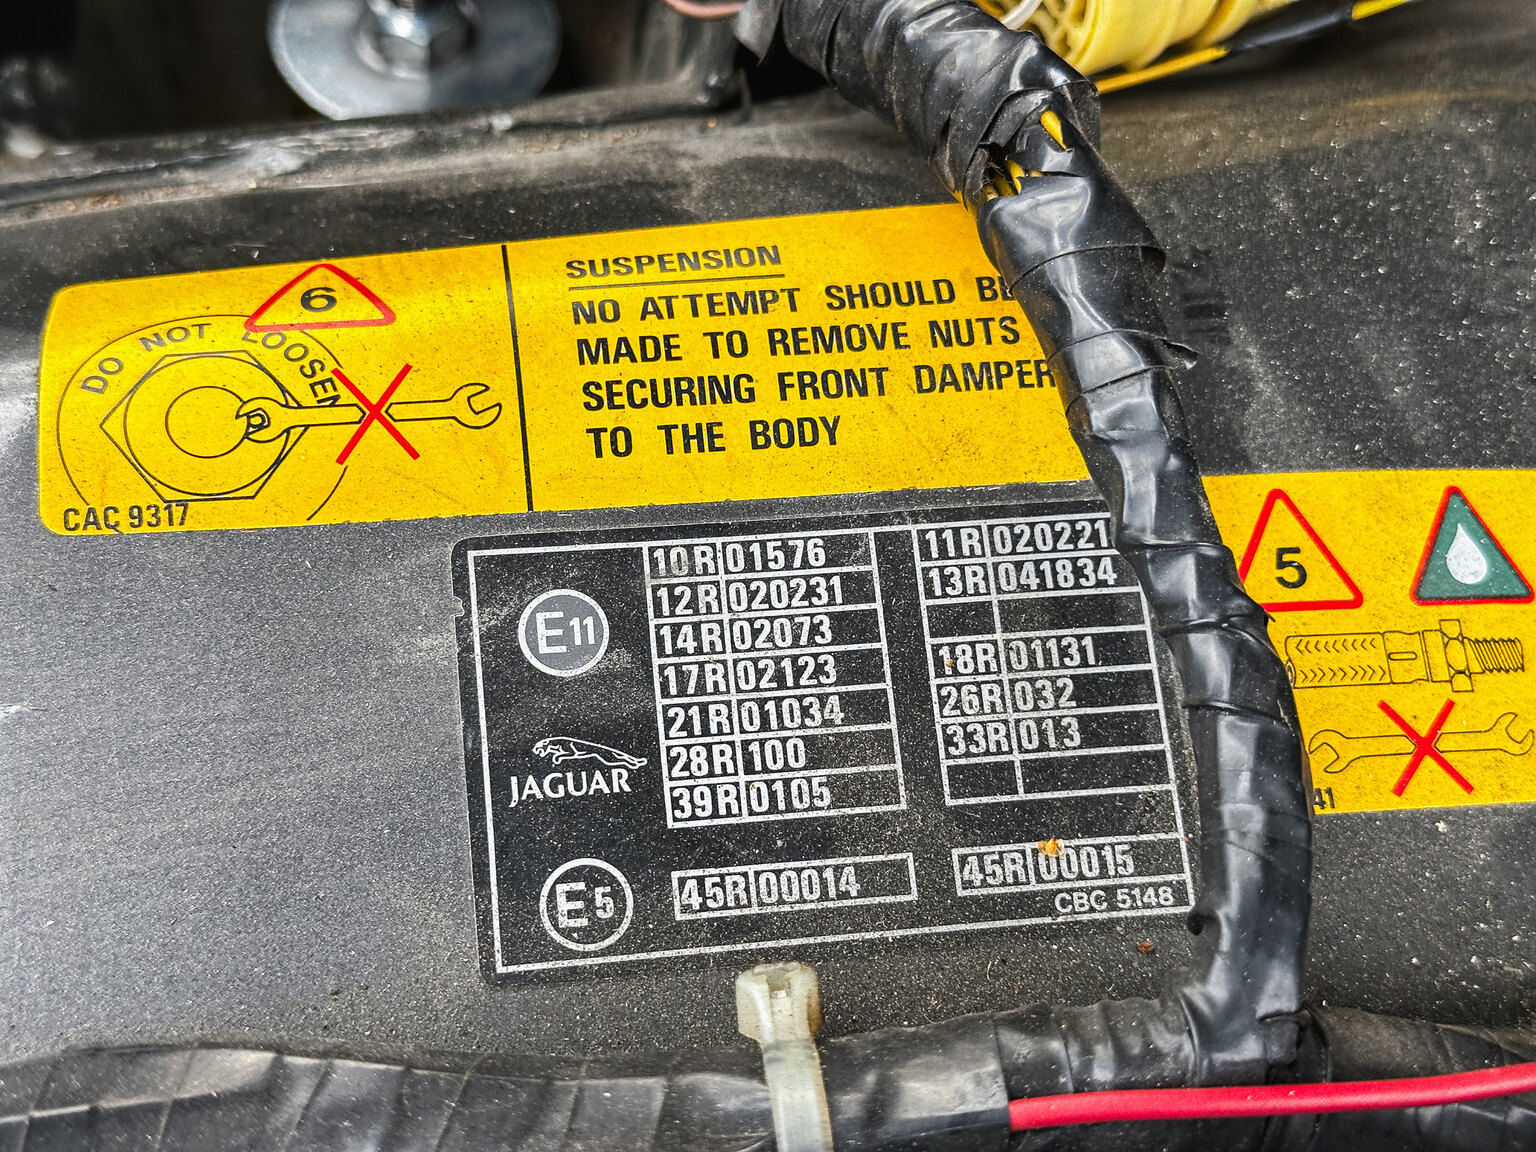 6
DO NOT LOOSEN
CAC 9317
SUSPENSION
NO ATTEMPT SHOULD BE
MADE TO REMOVE NUTS
SECURING FRONT DAMPER
TO THE BODY
E11
JAGUAR
E5
10R 01576
12R 020231
14R 02073
17R 02123
21R 01034
28R 100
39R 0105
45R 00014
11R 020221
13R 041834
18R 01131
26R 032
33R 013
45R 00015
CBC 5148
5
41